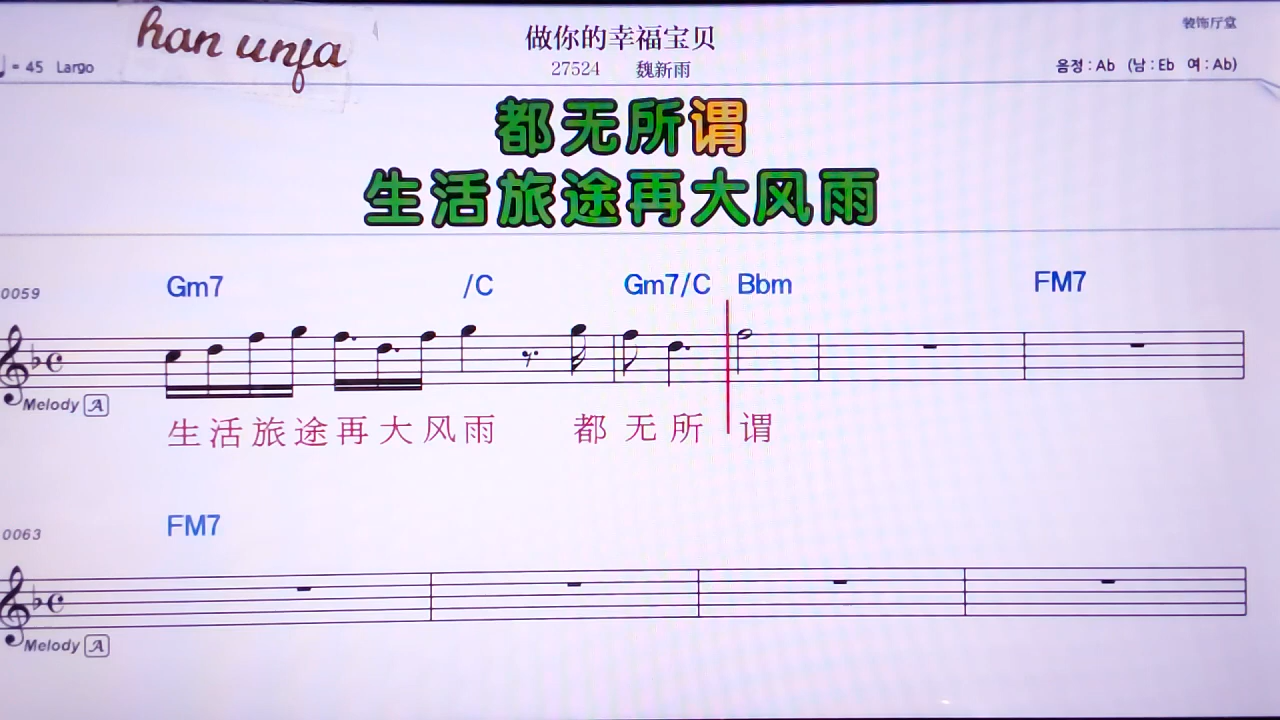 han unfa
做你的幸福宝贝
装饰厅堂
♩ = 45 Largo
27524 魏新雨
음정 : Ab (남 : Eb 여 : Ab)
都无所谓
生活旅途再大风雨
0059 Gm7 /C Gm7/C Bbm FM7
Melody A
生活旅途再大风雨 都无所谓
0063 FM7
Melody A